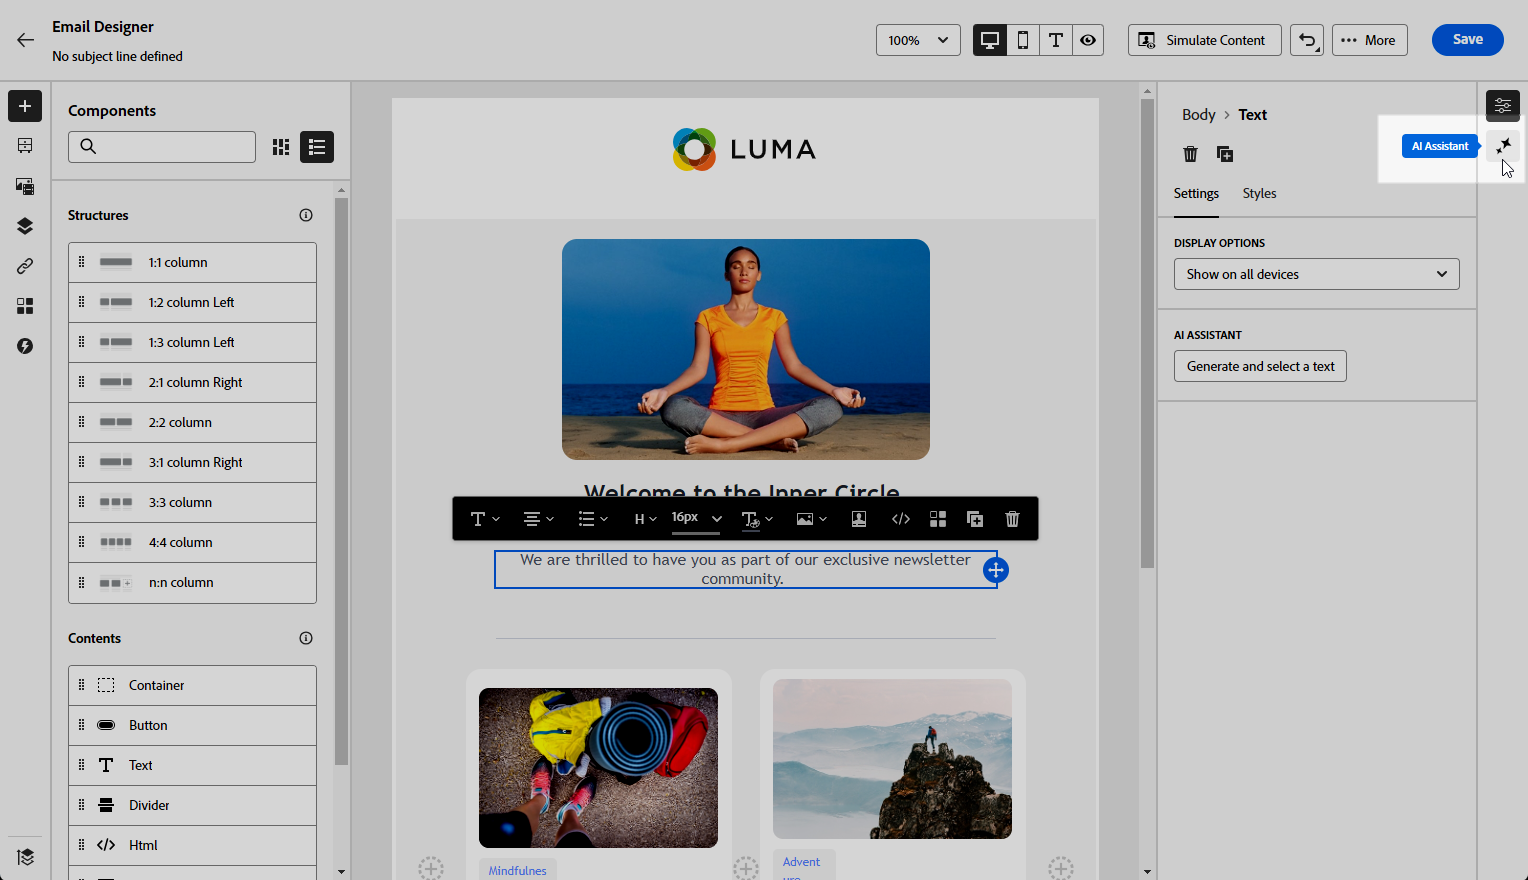 Email Designer
No subject line defined
100%
Simulate Content
More
Save
Components
Structures
1:1 column
1:2 column Left
1:3 column Left
2:1 column Right
2:2 column
3:1 column Right
3:3 column
4:4 column
n:n column
Contents
Container
Button
Text
Divider
Html
LUMA
Welcome to the Inner Circle
H
16px
We are thrilled to have you as part of our exclusive newsletter
community.
Mindfulnes
Advent
ure
Body > Text
AI Assistant
Settings
Styles
DISPLAY OPTIONS
Show on all devices
AI ASSISTANT
Generate and select a text